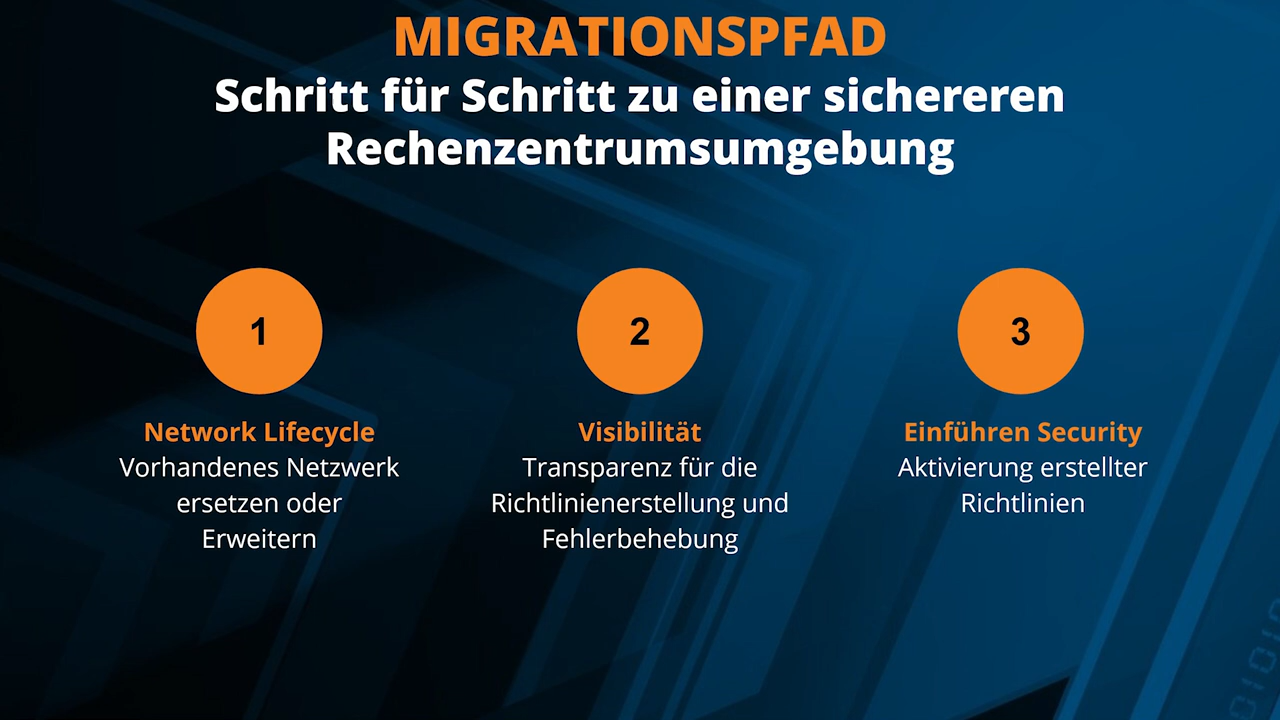 MIGRATIONSPFAD
Schritt für Schritt zu einer sichereren
Rechenzentrumsumgebung
1
Network Lifecycle
Vorhandenes Netzwerk
ersetzen oder
Erweitern
2
Visibilität
Transparenz für die
Richtlinienerstellung und
Fehlerbehebung
3
Einführen Security
Aktivierung erstellter
Richtlinien